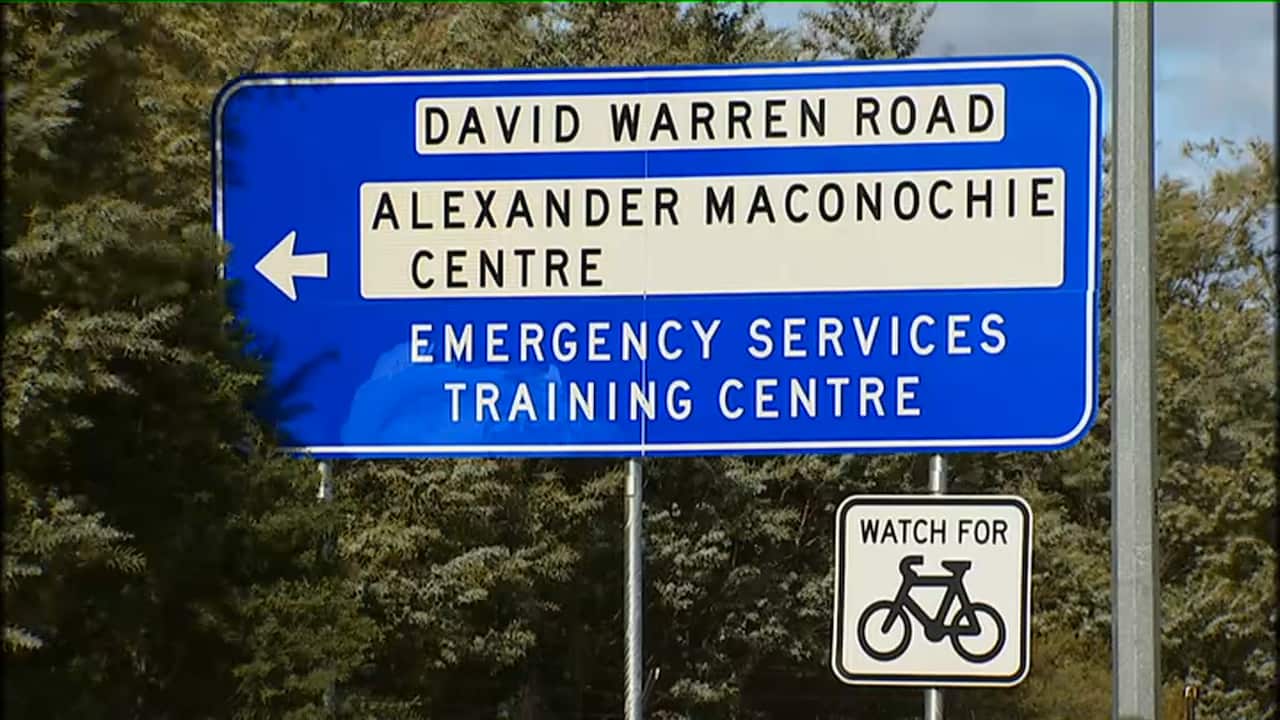 DAVID WARREN ROAD
ALEXANDER MACONOCHIE
CENTRE
EMERGENCY SERVICES
TRAINING CENTRE
WATCH FOR